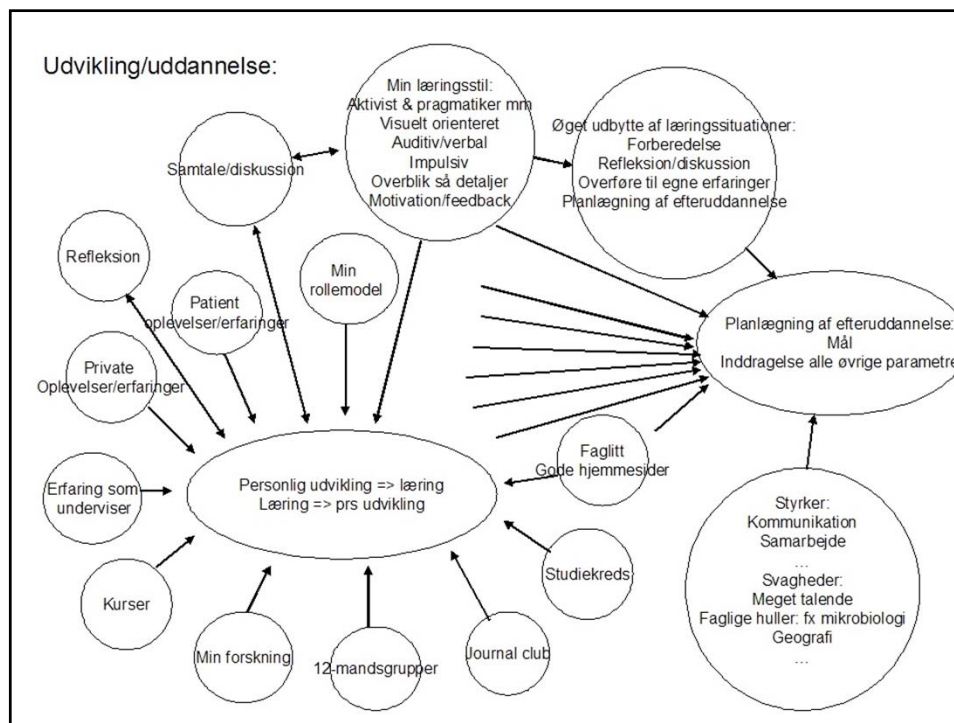 Udvikling/uddannelse:
Min læringsstil:
Aktivist & pragmatiker mm
Visuelt orienteret
Auditiv/verbal
Impulsiv
Overblik så detaljer
Motivation/feedback
Øget udbytte af læringssituationer:
Forberedelse
Refleksion/diskussion
Overføre til egne erfaringer
Planlægning af efteruddannelse
Samtale/diskussion
Refleksion
Patient
oplevelser/erfaringer
Min
rollemodel
Private
Oplevelser/erfaringer
Planlægning af efteruddannelse:
Mål
Inddragelse alle øvrige parametre
Faglitt
Gode hjemmesider
Erfaring som
underviser
Personlig udvikling => læring
Læring => prs udvikling
Styrker:
Kommunikation
Samarbejde
...
Svagheder:
Meget talende
Faglige huller: fx mikrobiologi
Geografi
...
Studiekreds
Kurser
Min forskning
12-mandsgrupper
Journal club